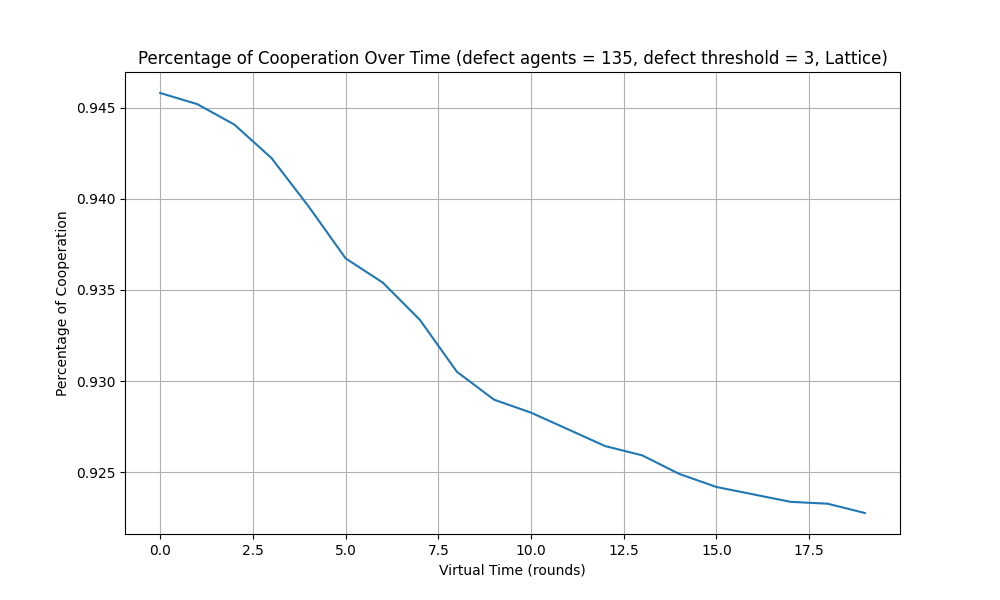 Percentage of Cooperation Over Time (defect agents = 135, defect threshold = 3, Lattice)
Percentage of Cooperation
0.945
0.940
0.935
0.930
0.925
0.0 2.5 5.0 7.5 10.0 12.5 15.0 17.5
Virtual Time (rounds)